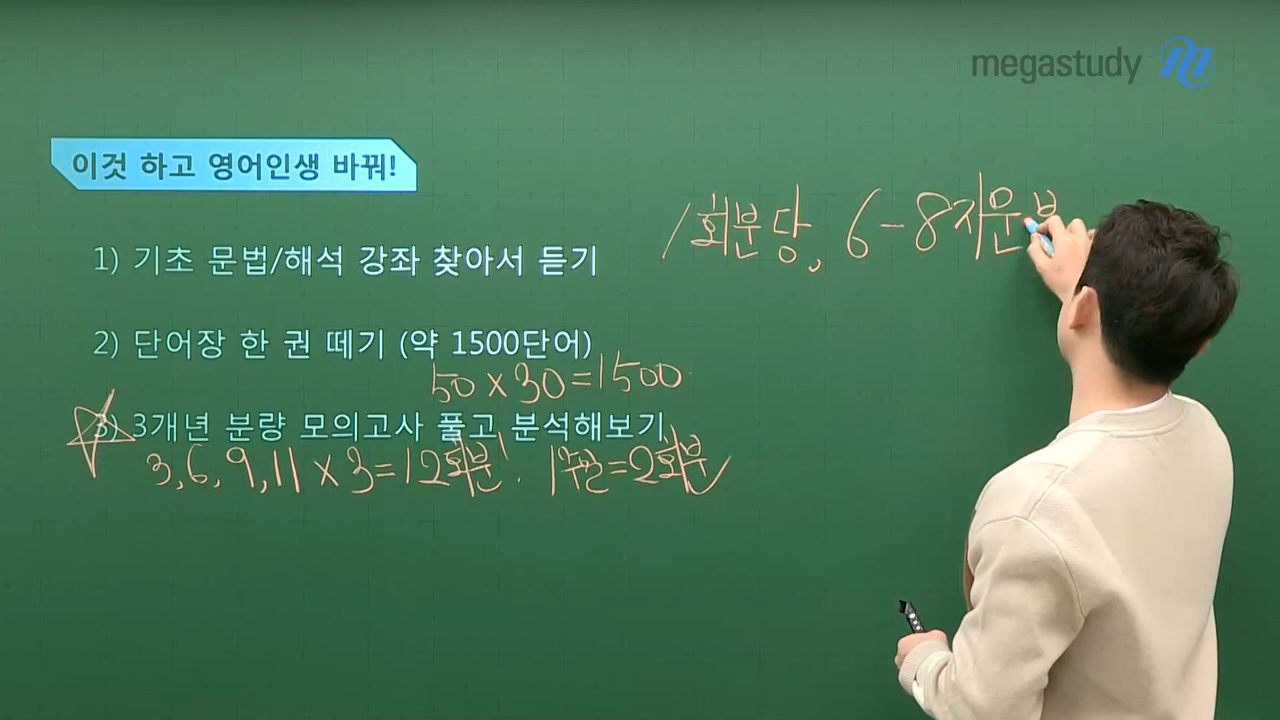 megastudy
이것 하고 영어인생 바꿔!
1회분당, 6-8지문
1) 기초 문법/해석 강좌 찾아서 듣기
2) 단어장 한 권 떼기 (약 1500단어)
50 x 30 = 1500
3) 3개년 분량 모의고사 풀고 분석해보기
3, 6, 9, 11 x 3 = 12회분! 1주일 = 2회분